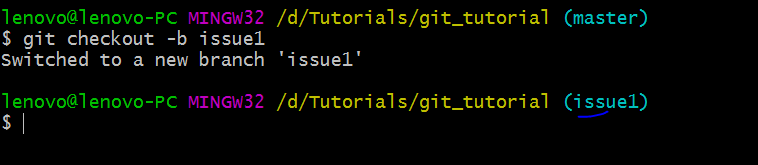 lenovo@lenovo-PC MINGW32 /d/Tutorials/git_tutorial (master)
$ git checkout -b issue1
Switched to a new branch 'issue1'
lenovo@lenovo-PC MINGW32 /d/Tutorials/git_tutorial (issue1)
$